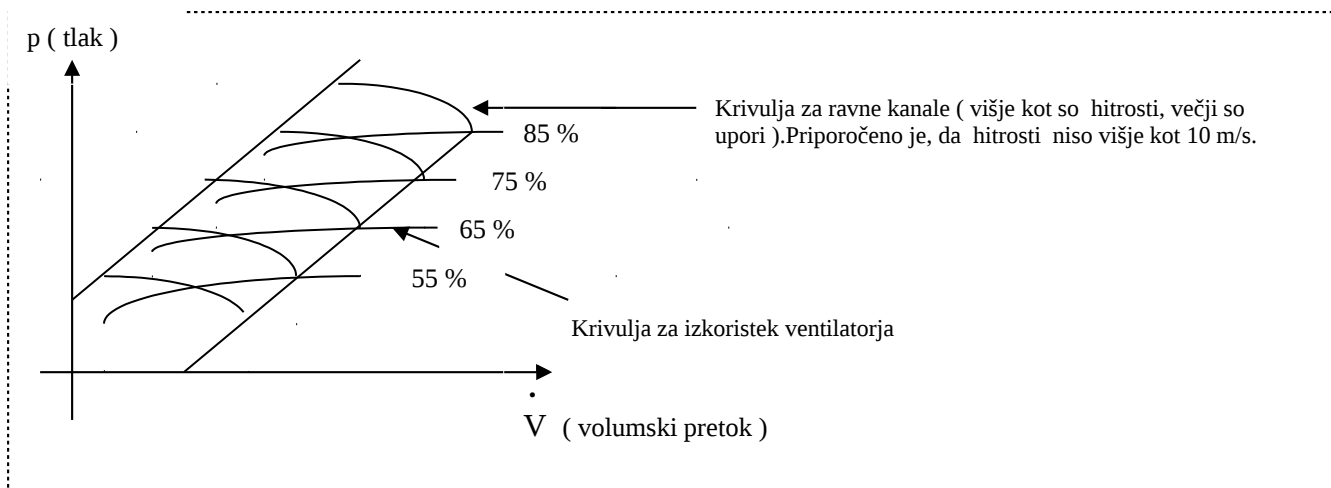 p ( tlak )
Krivulja za ravne kanale ( višje kot so  hitrosti, večji so
upori ).Priporočeno je, da  hitrosti  niso višje kot 10 m/s.
85 %
75 %
65 %
55 %
Krivulja za izkoristek ventilatorja
V̇  ( volumski pretok )